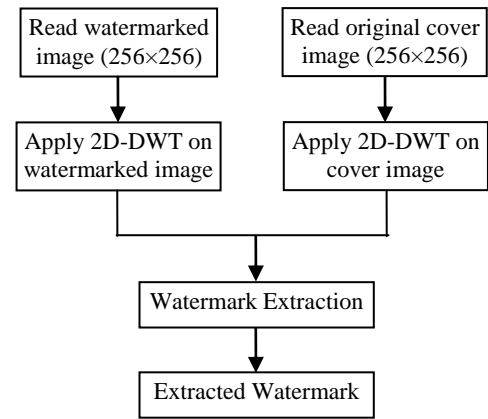 Read watermarked
image (256×256)
Read original cover
image (256×256)
Apply 2D-DWT on
watermarked image
Apply 2D-DWT on
cover image
Watermark Extraction
Extracted Watermark